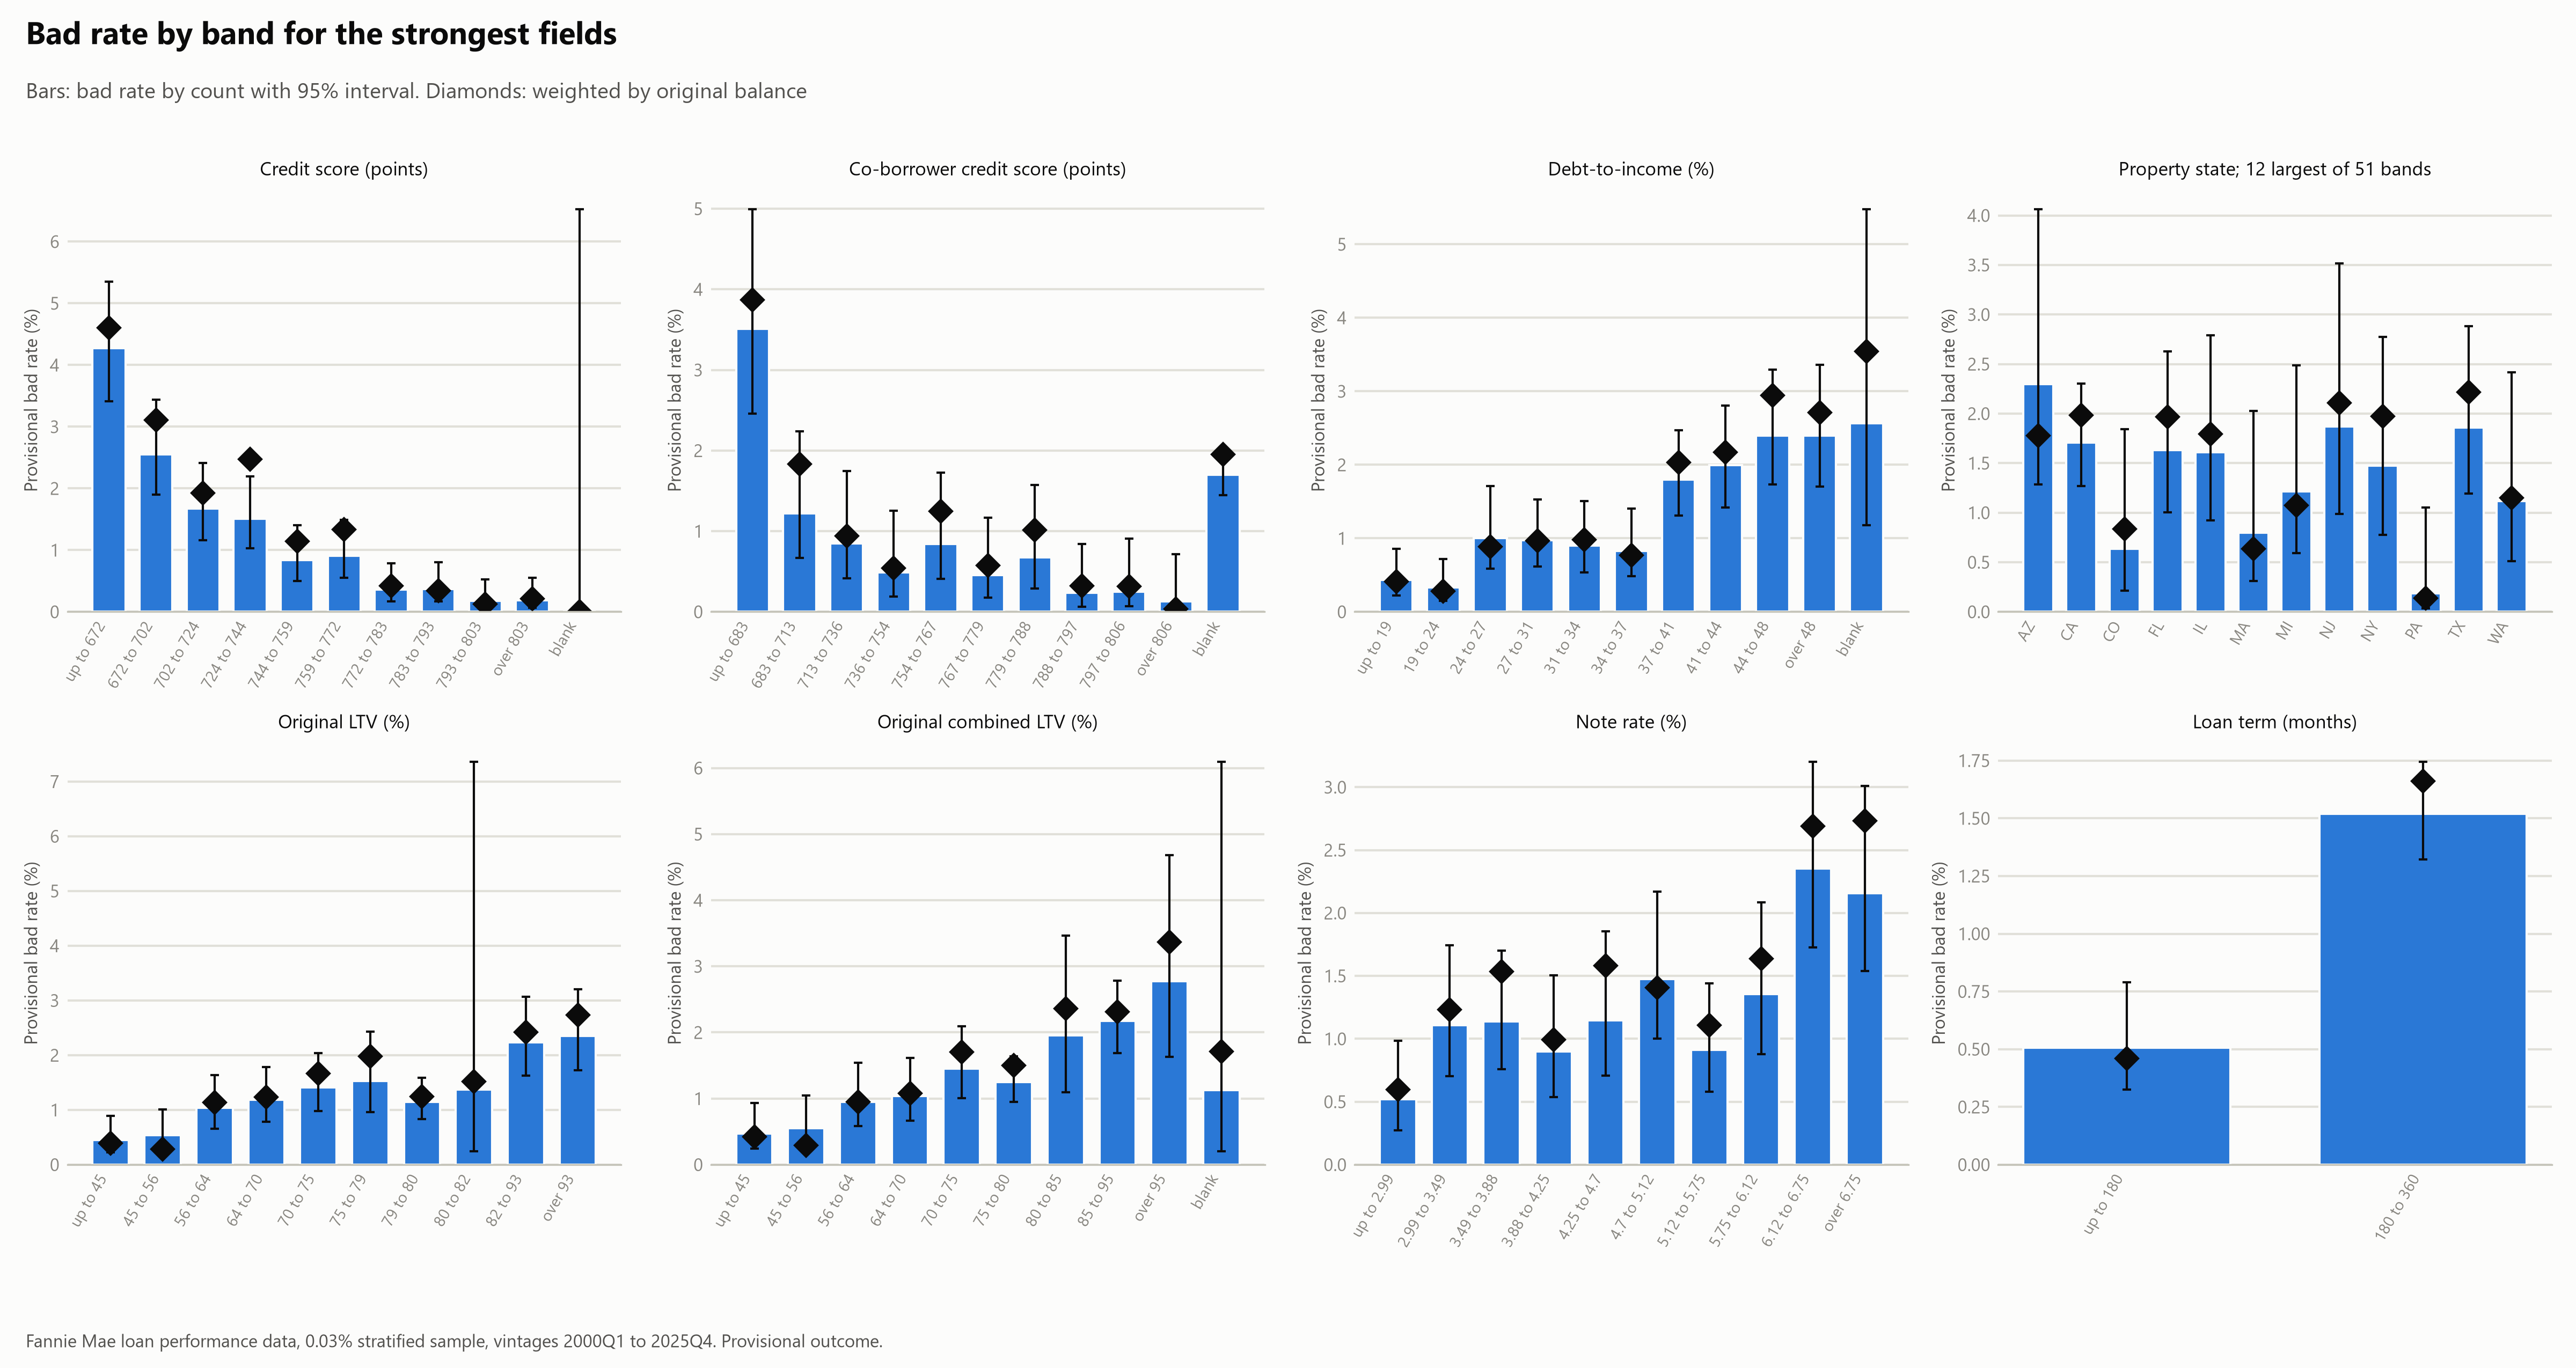 Bad rate by band for the strongest fields
Bars: bad rate by count with 95% interval. Diamonds: weighted by original balance
Credit score (points)
Provisional bad rate (%)
6
5
4
3
2
1
0
up to 672
672 to 702
702 to 724
724 to 744
744 to 759
759 to 772
772 to 783
783 to 793
793 to 803
over 803
blank
Co-borrower credit score (points)
Provisional bad rate (%)
5
4
3
2
1
0
up to 683
683 to 713
713 to 736
736 to 754
754 to 767
767 to 779
779 to 788
788 to 797
797 to 806
over 806
blank
Debt-to-income (%)
Provisional bad rate (%)
5
4
3
2
1
0
up to 19
19 to 24
24 to 27
27 to 31
31 to 34
34 to 37
37 to 41
41 to 44
44 to 48
over 48
blank
Property state; 12 largest of 51 bands
Provisional bad rate (%)
4.0
3.5
3.0
2.5
2.0
1.5
1.0
0.5
0.0
AZ
CA
CO
FL
IL
MA
MI
NJ
NY
PA
TX
WA
Original LTV (%)
Provisional bad rate (%)
7
6
5
4
3
2
1
0
up to 45
45 to 56
56 to 64
64 to 70
70 to 75
75 to 79
79 to 80
80 to 82
82 to 93
over 93
Original combined LTV (%)
Provisional bad rate (%)
6
5
4
3
2
1
0
up to 45
45 to 56
56 to 64
64 to 70
70 to 75
75 to 80
80 to 85
85 to 95
over 95
blank
Note rate (%)
Provisional bad rate (%)
3.0
2.5
2.0
1.5
1.0
0.5
0.0
up to 2.99
2.99 to 3.49
3.49 to 3.88
3.88 to 4.25
4.25 to 4.7
4.7 to 5.12
5.12 to 5.75
5.75 to 6.12
6.12 to 6.75
over 6.75
Loan term (months)
Provisional bad rate (%)
1.75
1.50
1.25
1.00
0.75
0.50
0.25
0.00
up to 180
180 to 360
Fannie Mae loan performance data, 0.03% stratified sample, vintages 2000Q1 to 2025Q4. Provisional outcome.